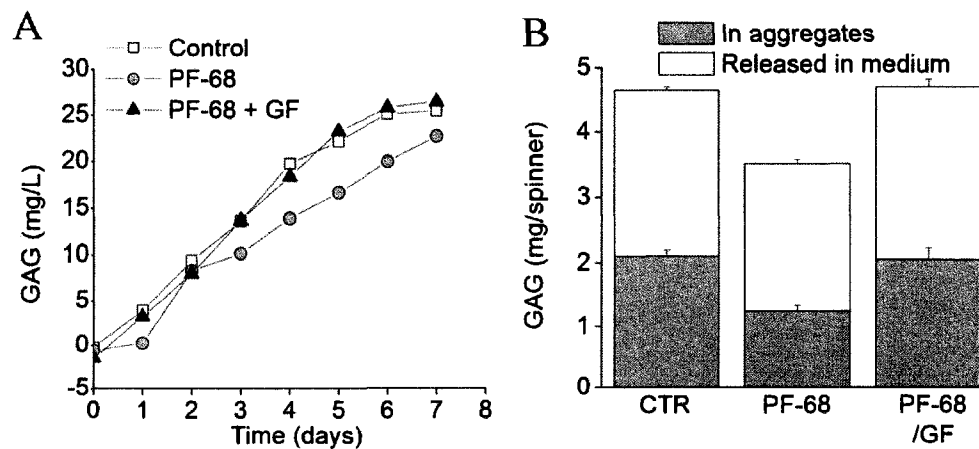 A
Control
PF-68
PF-68 + GF
GAG (mg/L)
30
25
20
15
10
5
0
-5
0 1 2 3 4 5 6 7 8
Time (days)
B
In aggregates
Released in medium
GAG (mg/spinner)
5
4
3
2
1
0
CTR PF-68 PF-68
/GF